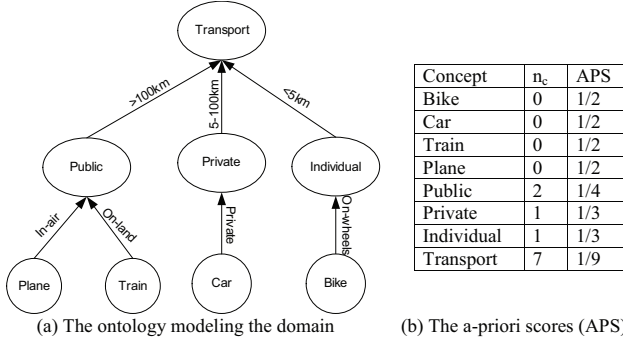 Transport
>100km
5-100km
<5km
Public
Private
Individual
In-air
On-land
Private
On-wheels
Plane
Train
Car
Bike
(a) The ontology modeling the domain
Concept n_c APS
Bike 0 1/2
Car 0 1/2
Train 0 1/2
Plane 0 1/2
Public 2 1/4
Private 1 1/3
Individual 1 1/3
Transport 7 1/9
(b) The a-priori scores (APS)